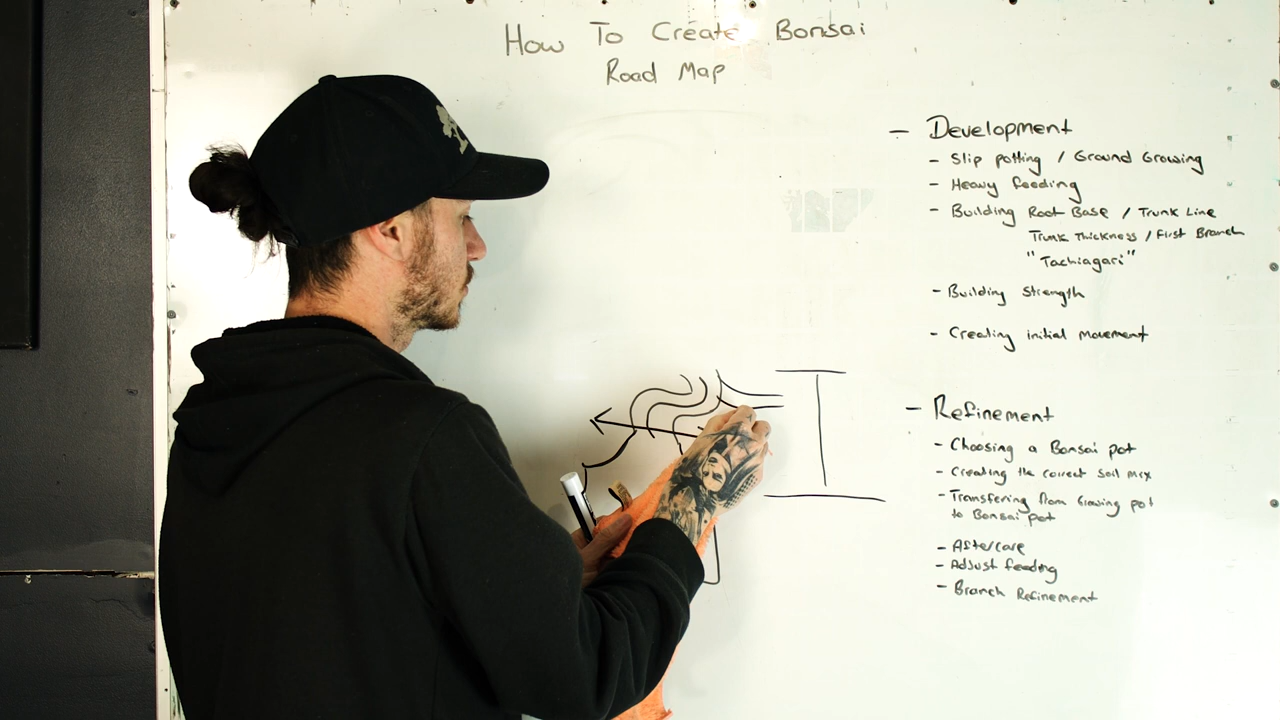 How To Create Bonsai
Road Map
- Development
- Slip potting / Ground Growing
- Heavy feeding
- Building Root Base / Trunk Line
Trunk Thickness / First Branch
"Tachiagari"
- Building Strength
- Creating initial movement
- Refinement
- Choosing a Bonsai pot
- Creating the correct soil mix
- Transfering from Growing pot
to Bonsai pot
- Aftercare
- Adjust feeding
- Branch Refinement